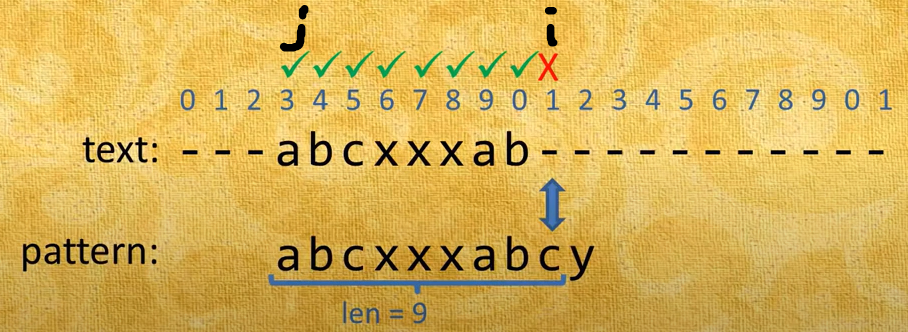 j i
✓ ✓ ✓ ✓ ✓ ✓ ✓ ✓ X
0 1 2 3 4 5 6 7 8 9 0 1 2 3 4 5 6 7 8 9 0 1
text: - - - a b c x x x a b - - - - - - - - - - -
pattern: a b c x x x a b c y
len = 9